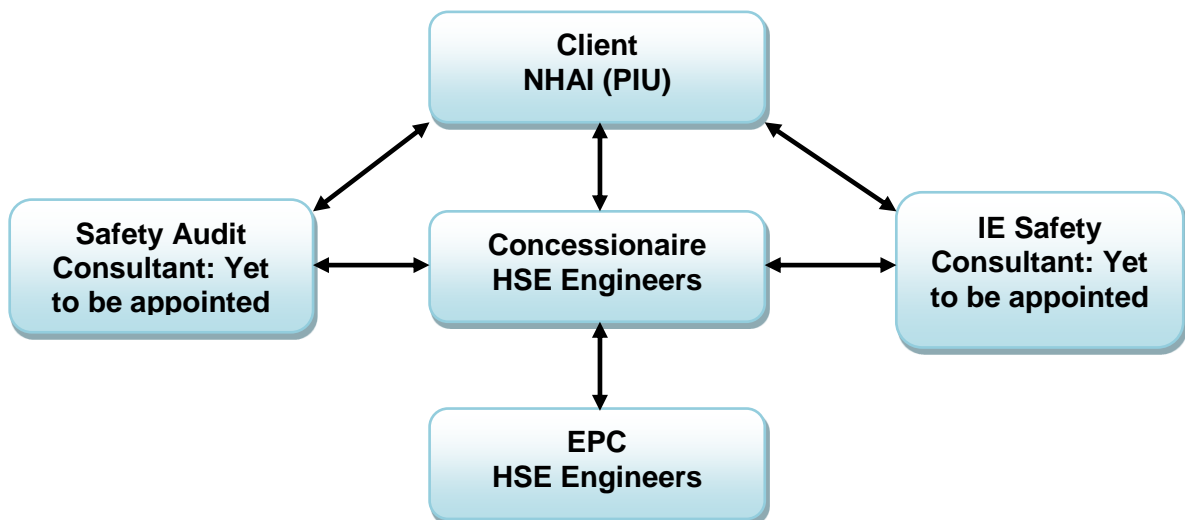 Client
NHAI (PIU)
Safety Audit
Consultant: Yet
to be appointed
Concessionaire
HSE Engineers
IE Safety
Consultant: Yet
to be appointed
EPC
HSE Engineers